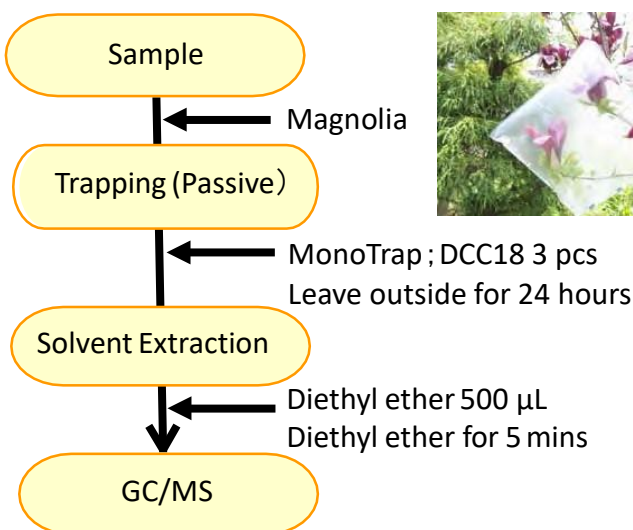 Sample
Magnolia
Trapping (Passive）
MonoTrap ; DCC18 3 pcs
Leave outside for 24 hours
Solvent Extraction
Diethyl ether 500 µL
Diethyl ether for 5 mins
GC/MS